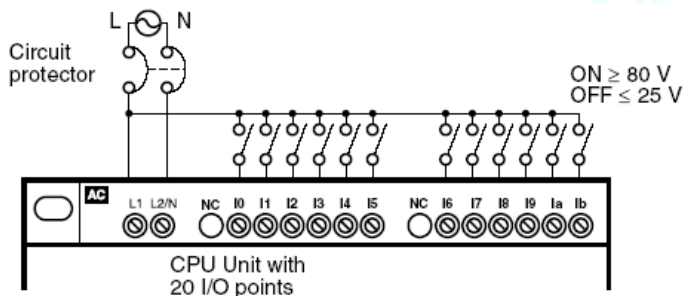 L N
Circuit
protector
ON ≥ 80 V
OFF ≤ 25 V
AC L1 L2/N NC I0 I1 I2 I3 I4 I5 NC I6 I7 I8 I9 Ia Ib
CPU Unit with
20 I/O points